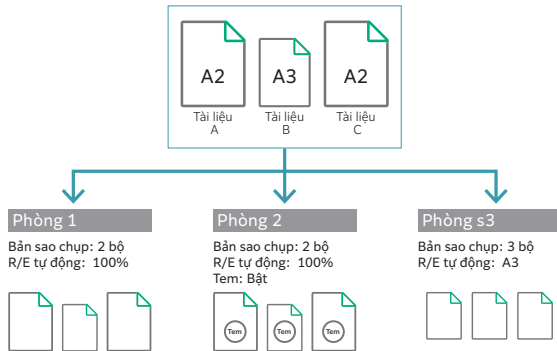 A2
A3
A2
Tài liệu
A
Tài liệu
B
Tài liệu
C
Phòng 1
Bản sao chụp: 2 bộ
R/E tự động: 100%
Phòng 2
Bản sao chụp: 2 bộ
R/E tự động: 100%
Tem: Bật
Tem
Tem
Tem
Phòng s3
Bản sao chụp: 3 bộ
R/E tự động: A3